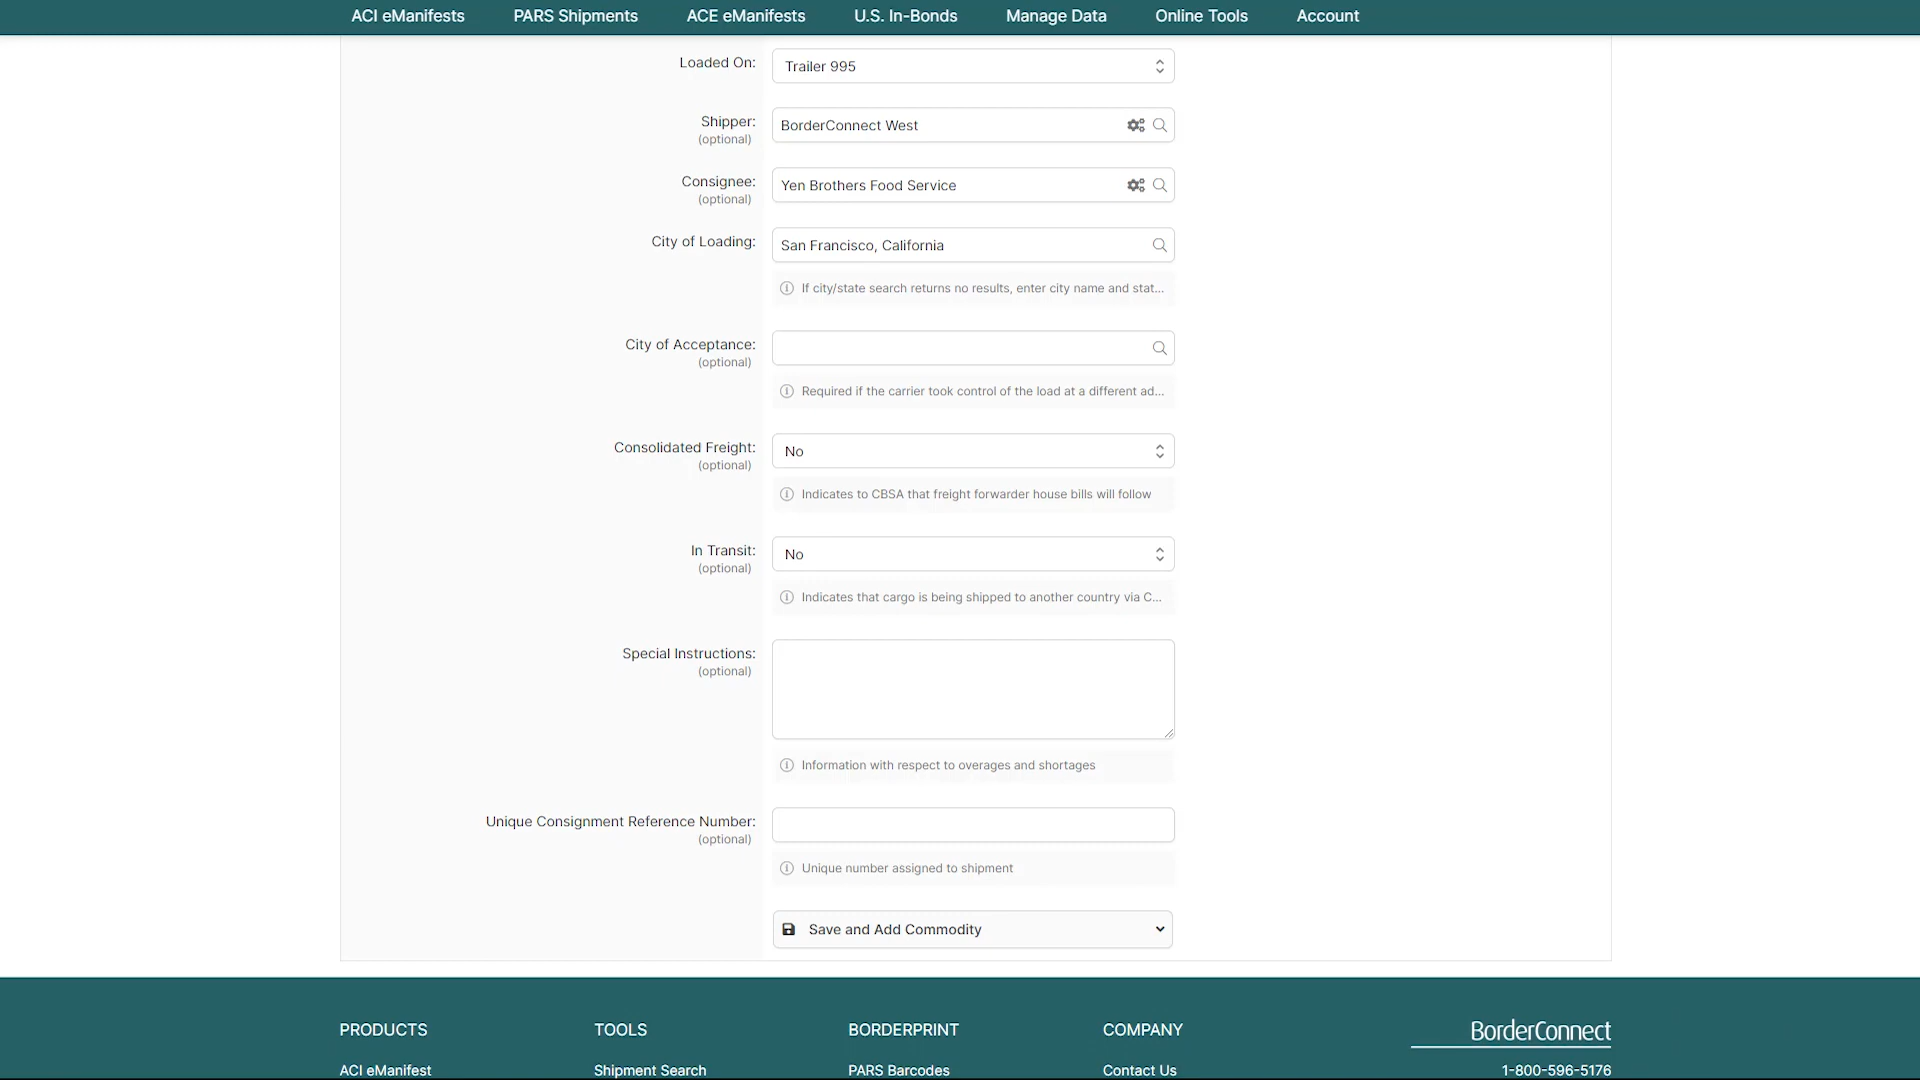 ACI eManifests PARS Shipments ACE eManifests U.S. In-Bonds Manage Data Online Tools Account
Loaded On: Trailer 995
Shipper: BorderConnect West
(optional)
Consignee: Yen Brothers Food Service
(optional)
City of Loading: San Francisco, California
If city/state search returns no results, enter city name and stat...
City of Acceptance:
(optional)
Required if the carrier took control of the load at a different ad...
Consolidated Freight: No
(optional)
Indicates to CBSA that freight forwarder house bills will follow
In Transit: No
(optional)
Indicates that cargo is being shipped to another country via C...
Special Instructions:
(optional)
Information with respect to overages and shortages
Unique Consignment Reference Number:
(optional)
Unique number assigned to shipment
Save and Add Commodity
PRODUCTS TOOLS BORDERPRINT COMPANY BorderConnect
ACI eManifest Shipment Search PARS Barcodes Contact Us 1-800-596-5176